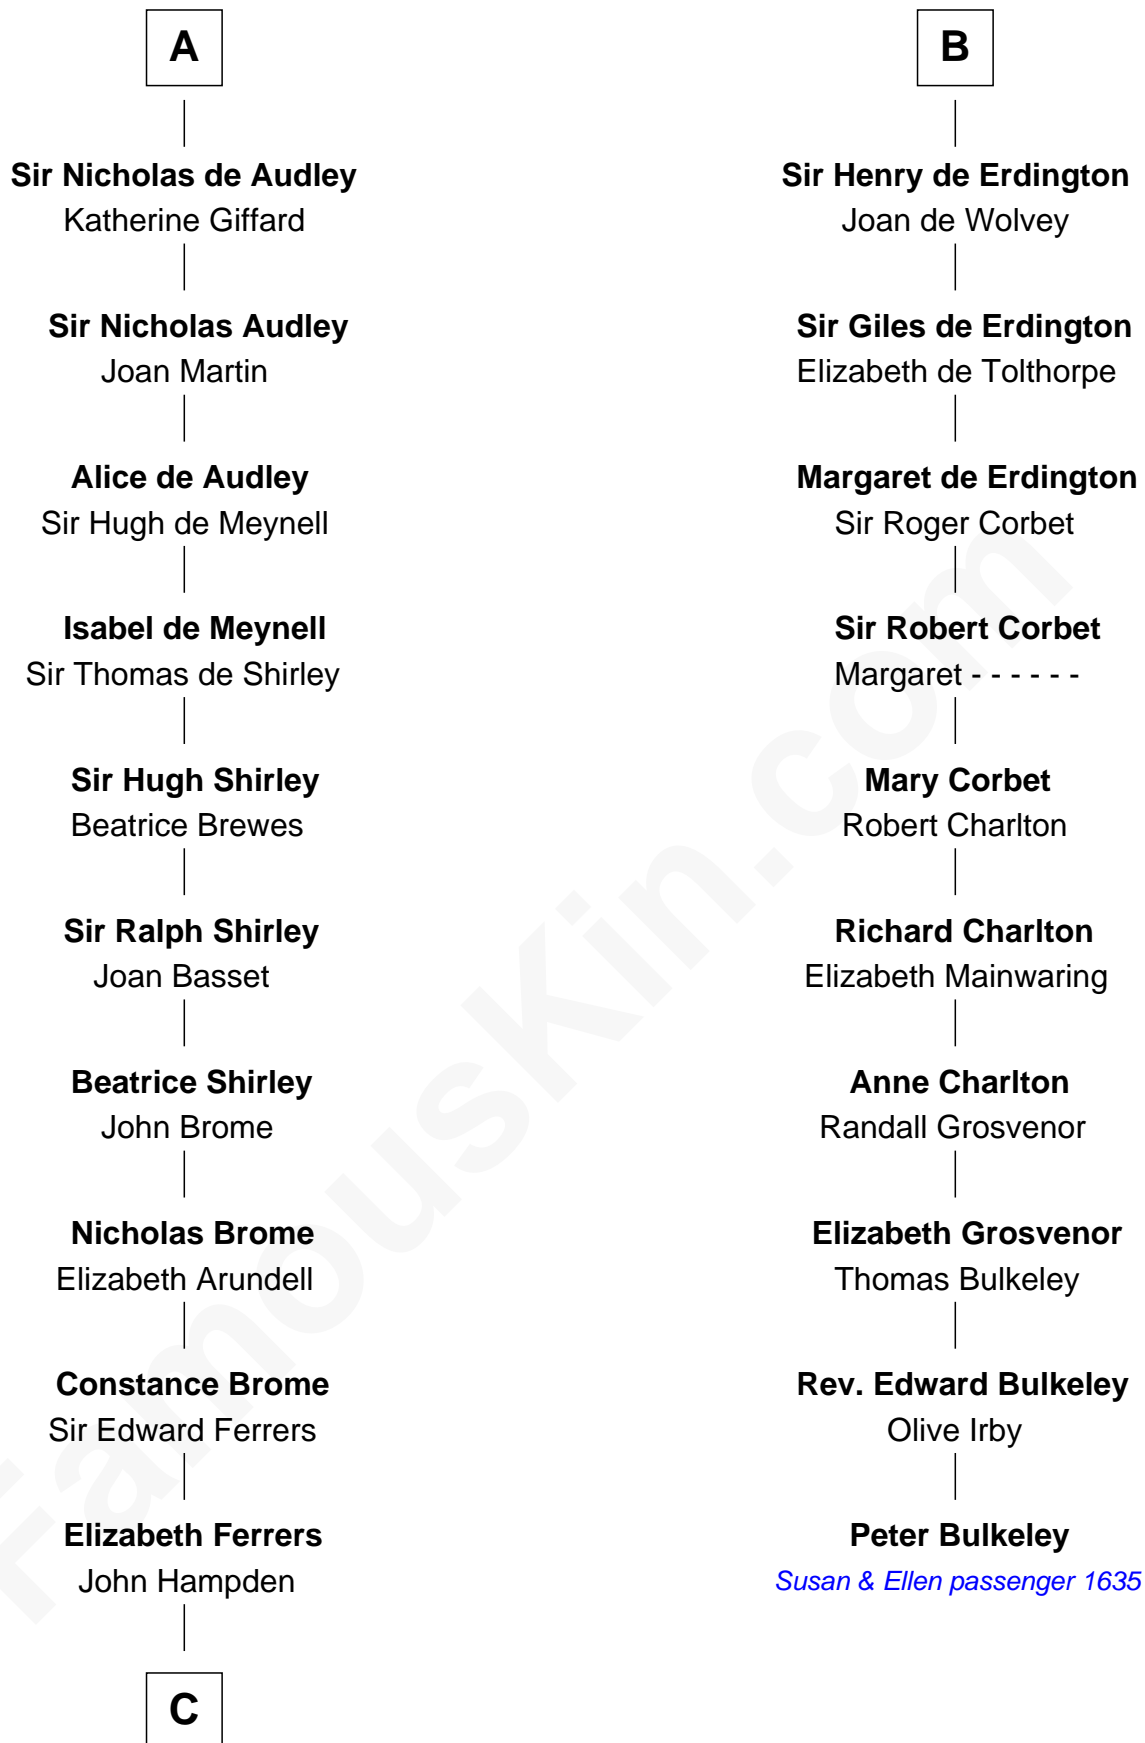 A
Sir Nicholas de Audley
Katherine Giffard
Sir Nicholas Audley
Joan Martin
Alice de Audley
Sir Hugh de Meynell
Isabel de Meynell
Sir Thomas de Shirley
Sir Hugh Shirley
Beatrice Brewes
Sir Ralph Shirley
Joan Basset
Beatrice Shirley
John Brome
Nicholas Brome
Elizabeth Arundell
Constance Brome
Sir Edward Ferrers
Elizabeth Ferrers
John Hampden
C
B
Sir Henry de Erdington
Joan de Wolvey
Sir Giles de Erdington
Elizabeth de Tolthorpe
Margaret de Erdington
Sir Roger Corbet
Sir Robert Corbet
Margaret - - - - - -
Mary Corbet
Robert Charlton
Richard Charlton
Elizabeth Mainwaring
Anne Charlton
Randall Grosvenor
Elizabeth Grosvenor
Thomas Bulkeley
Rev. Edward Bulkeley
Olive Irby
Peter Bulkeley
Susan & Ellen passenger 1635
FamousKin.com